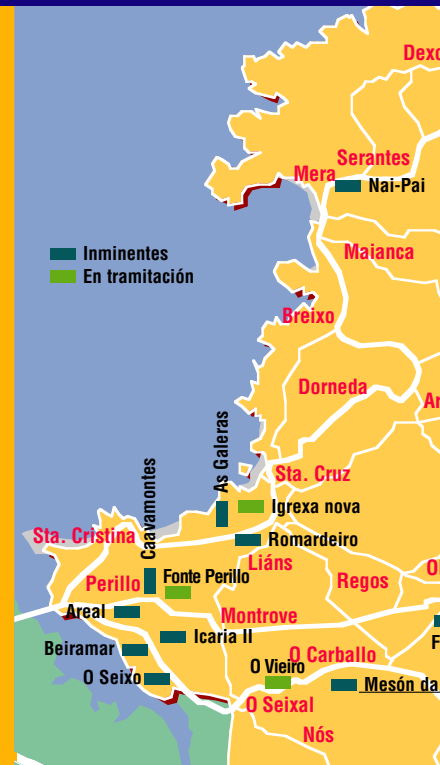 Dexo
Serantes
Mera
Nai-Pai
Inminentes
Maianca
En tramitación
Breixo
Dorneda
Ar
As Galeras
Sta. Cruz
Caavamontes
Igrexa nova
Sta. Cristina
Romardeiro
Liáns
Fonte Perillo
Perillo
Regos
Ol
Areal
Montrove
Icaria II
Beiramar
O Carballo
F
O Vieiro
O Seixo
Mesón da
O Seixal
Nós